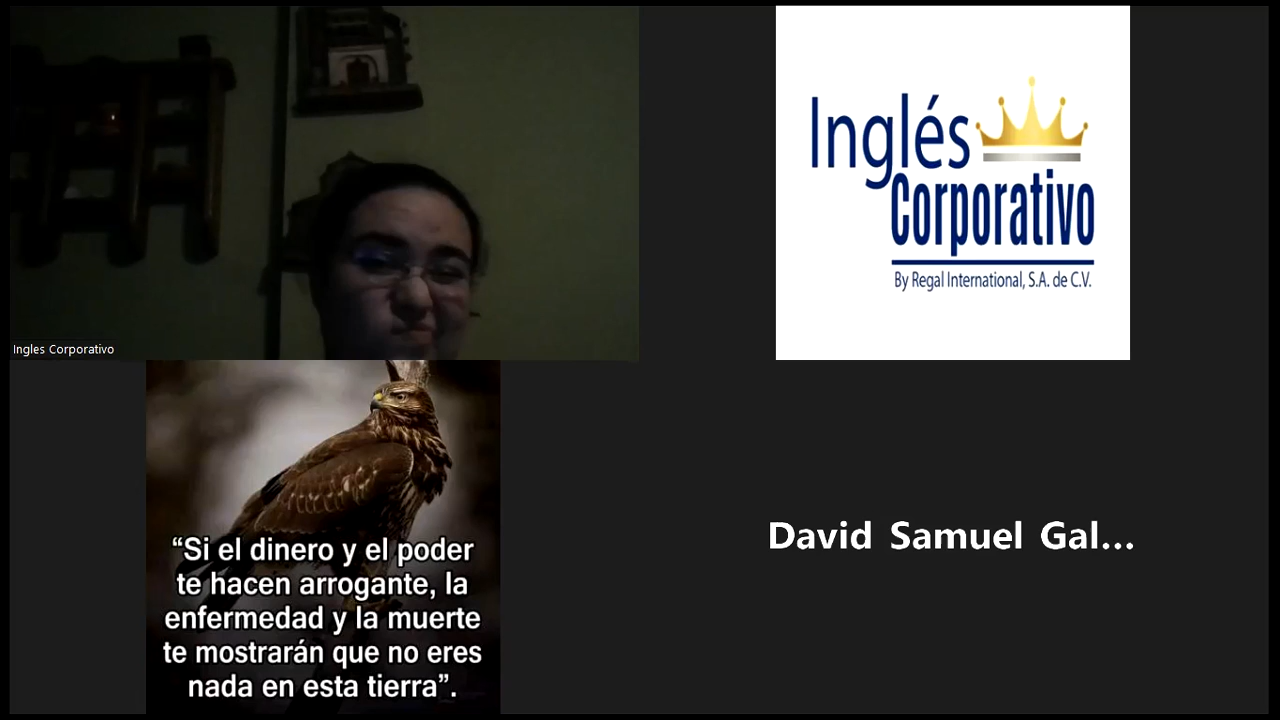 Ingles Corporativo
Inglés
Corporativo
By Regal International, S.A. de C.V.
“Si el dinero y el poder
te hacen arrogante, la
enfermedad y la muerte
te mostrarán que no eres
nada en esta tierra”.
David Samuel Gal...